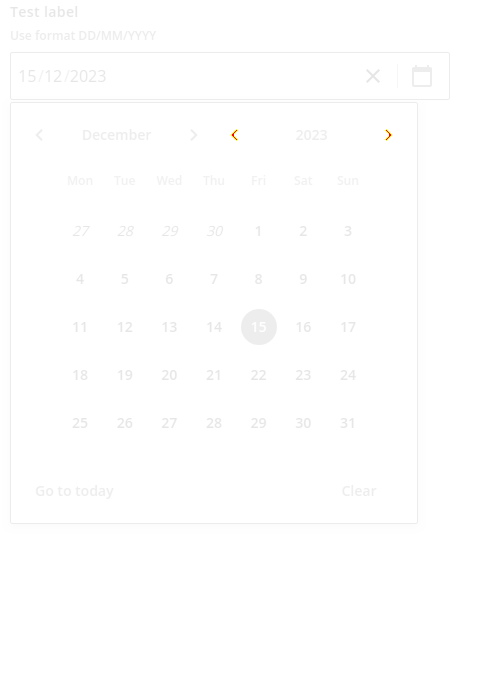 Test label
Use format DD/MM/YYYY
15/12/2023
December 2023
Mon Tue Wed Thu Fri Sat Sun
27 28 29 30 1 2 3
4 5 6 7 8 9 10
11 12 13 14 15 16 17
18 19 20 21 22 23 24
25 26 27 28 29 30 31
Go to today Clear